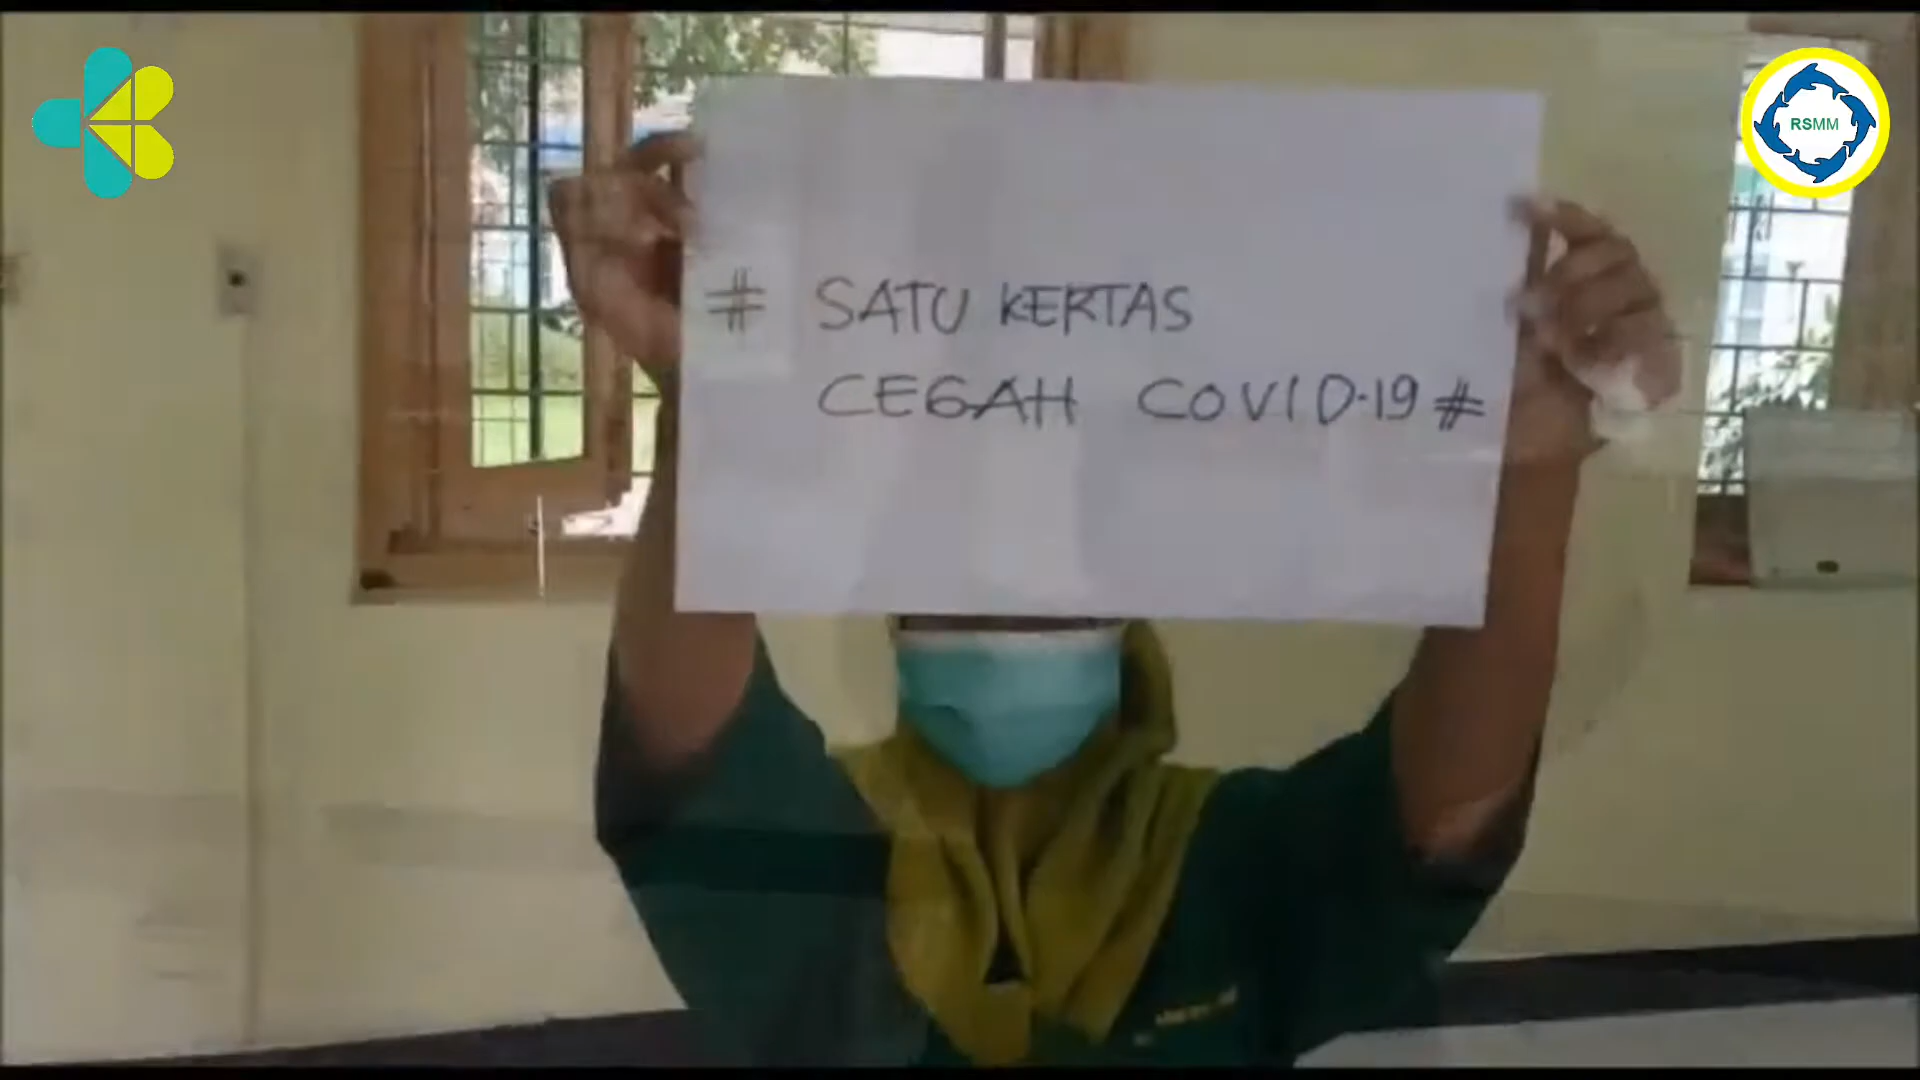 RSMM
# SATU KERTAS
CEGAH COVID-19 #